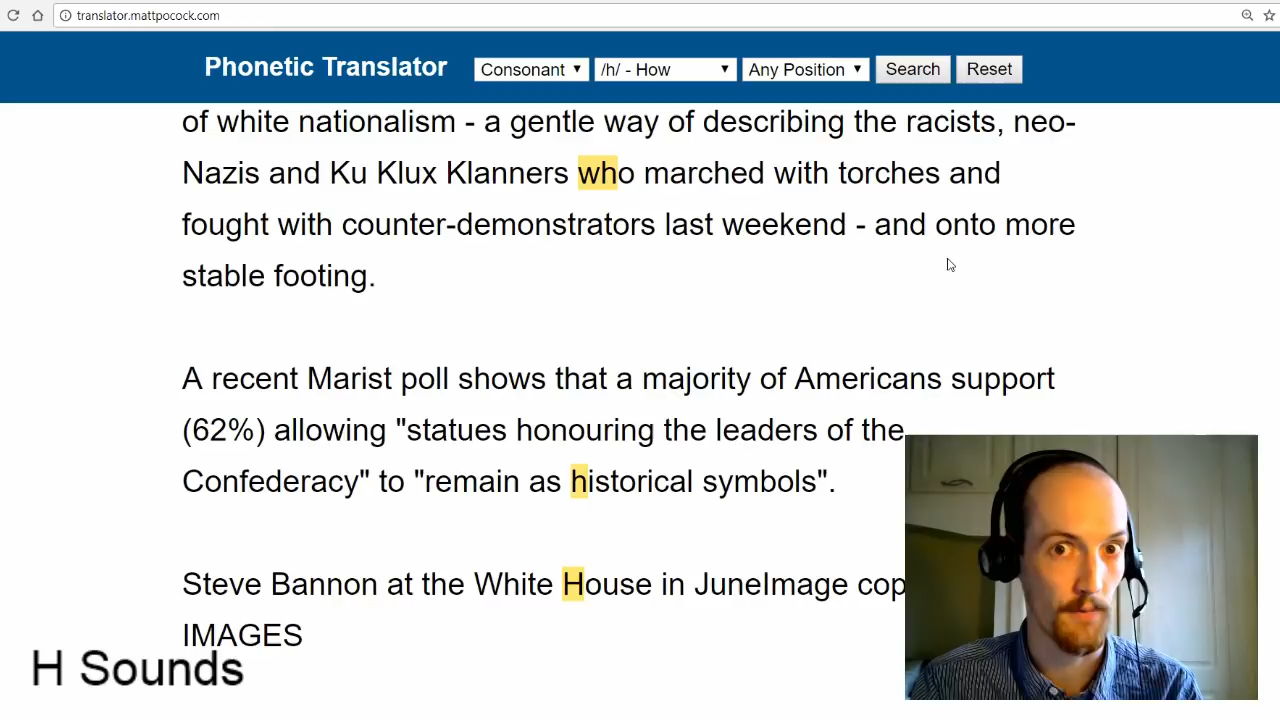 translator.mattpocock.com
Phonetic Translator Consonant /h/ - How Any Position Search Reset
of white nationalism - a gentle way of describing the racists, neo-
Nazis and Ku Klux Klanners who marched with torches and
fought with counter-demonstrators last weekend - and onto more
stable footing.
A recent Marist poll shows that a majority of Americans support
(62%) allowing "statues honouring the leaders of the
Confederacy" to "remain as historical symbols".
Steve Bannon at the White House in JuneImage cop
IMAGES
H Sounds